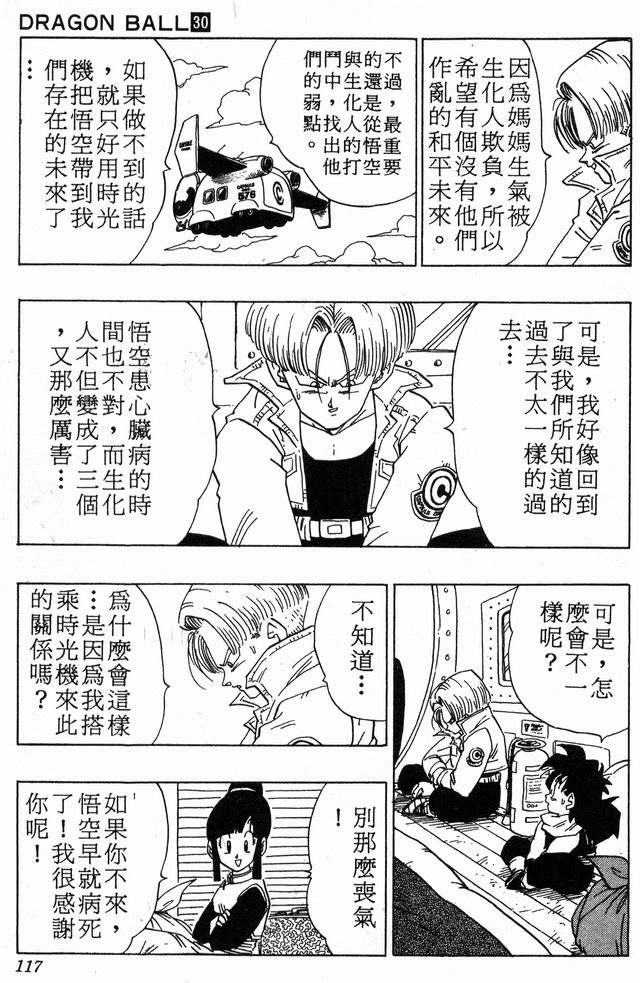 DRAGON BALL 30
因為媽媽生氣被
生化人欺負，所以
希望有個沒有他們
作亂的和平未來。
不過，最重要
的還是從悟空
與生化人的打
鬥中，找出他
們的弱點。
如果做不到的話
，就只好用時光
機把悟空帶到我
們存在的未來了
…
可是，我好像回到
了與我們所知道的
過去不太一樣的過
去…
悟空患心臟病的時
間也不對，而生化
人不但變成了三個
，又那麼厲害…
可是，怎
麼會不一
樣呢？
不知道…
為什麼會這樣
…是因為我搭
乘時光機來此
的關係嗎？
別那麼喪氣
！
如果你不來，
悟空早就病死
了！我很感謝
你呢！
117